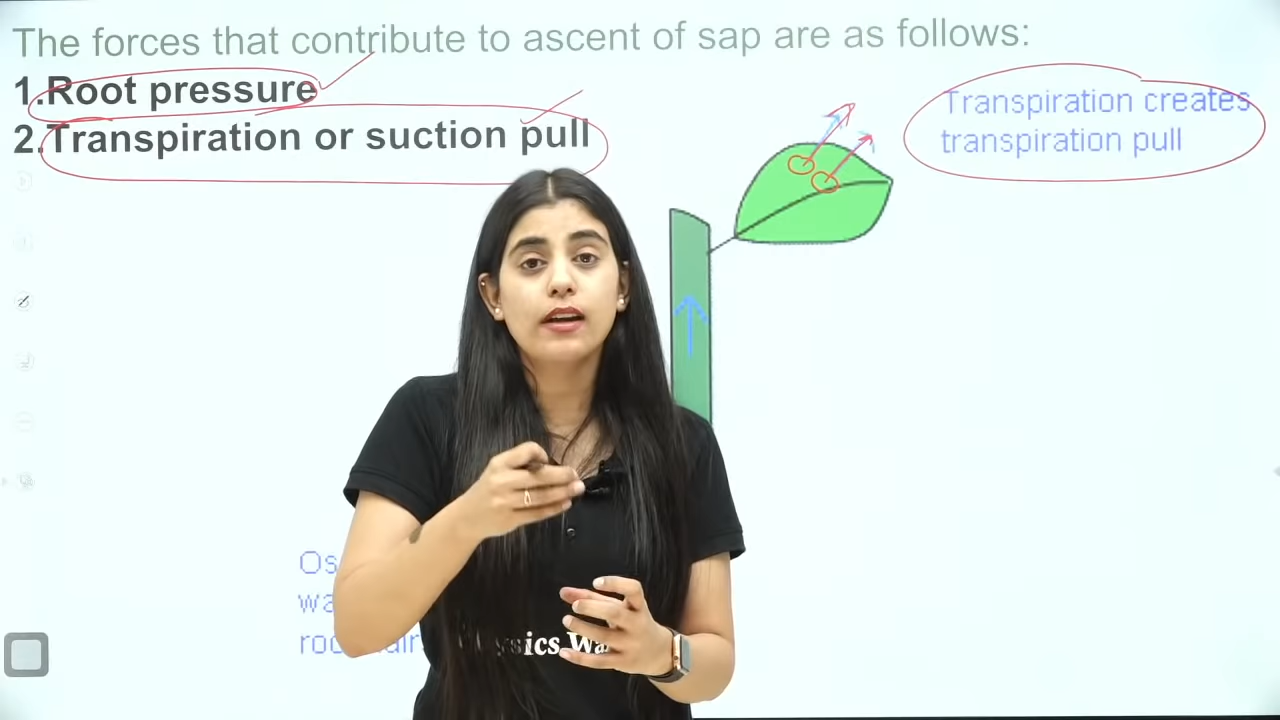 The forces that contribute to ascent of sap are as follows:
1.Root pressure
2.Transpiration or suction pull
Transpiration creates
transpiration pull